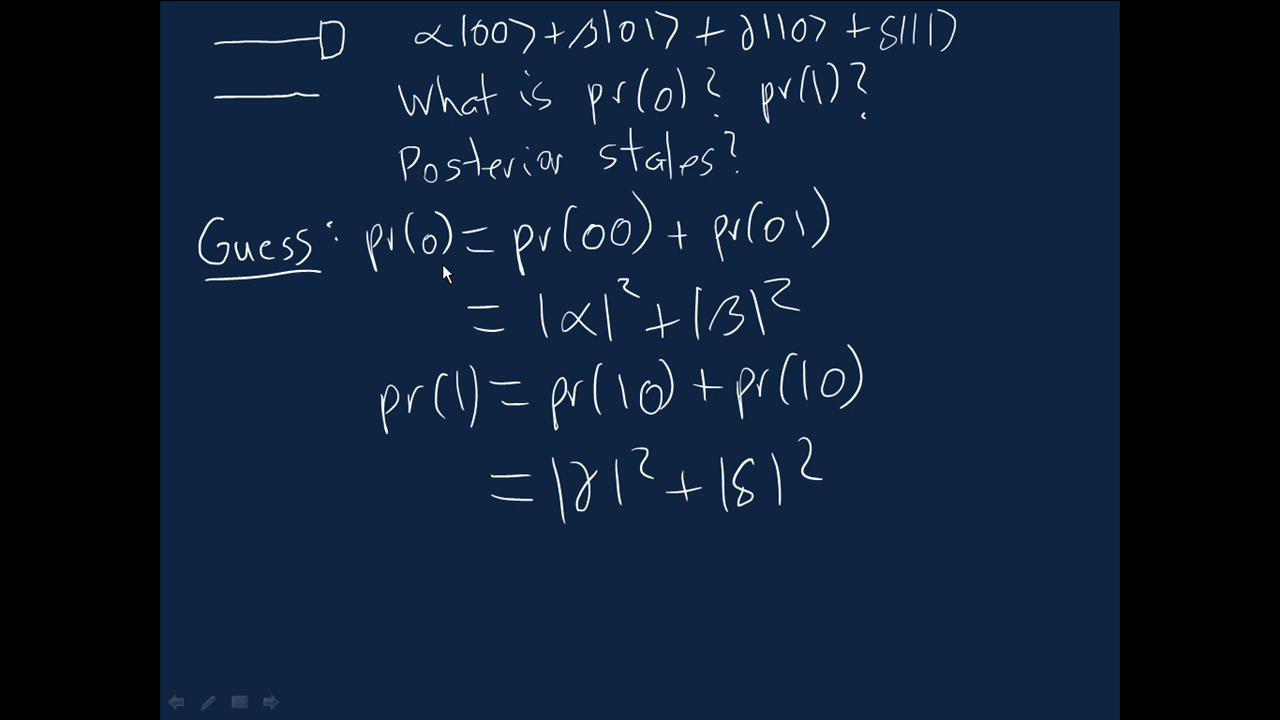 α|00⟩ + β|01⟩ + γ|10⟩ + δ|11⟩
What is pr(0)? pr(1)?
Posterior states?
Guess: pr(0) = pr(00) + pr(01)
= |α|² + |β|²
pr(1) = pr(10) + pr(10)
= |γ|² + |δ|²